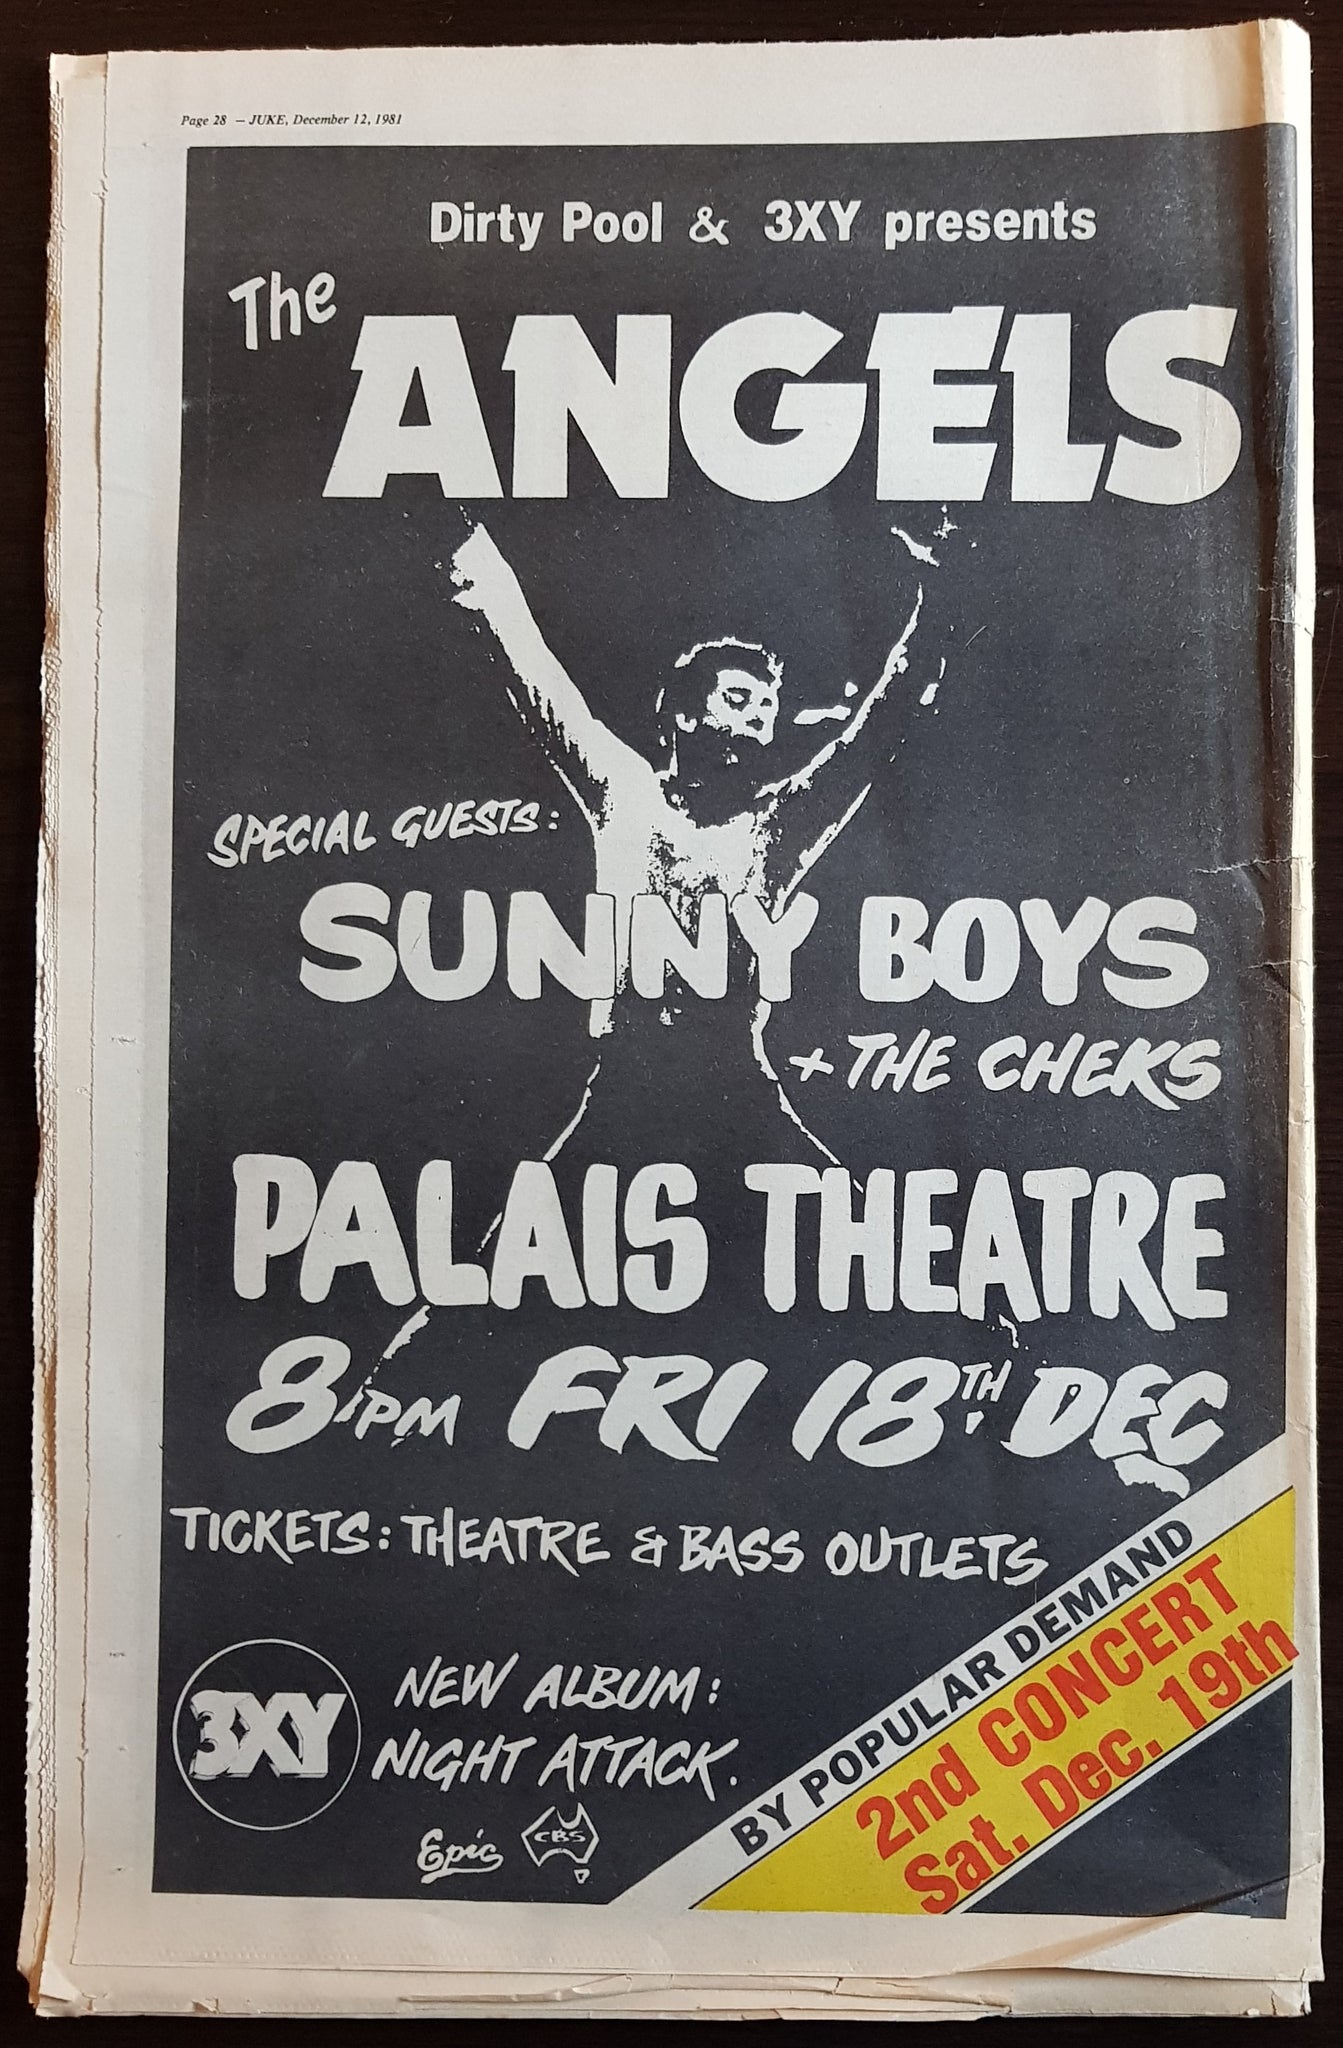 Page 28 — JUKE, December 12, 1981
Dirty Pool & 3XY presents
The
ANGELS
SPECIAL GUESTS:
SUNNY BOYS
+ THE CHEKS
PALAIS THEATRE
8PM FRI 18TH DEC
TICKETS: THEATRE & BASS OUTLETS
3XY
NEW ALBUM:
NIGHT ATTACK.
Epic
CBS
BY POPULAR DEMAND
2nd CONCERT
Sat. Dec. 19th